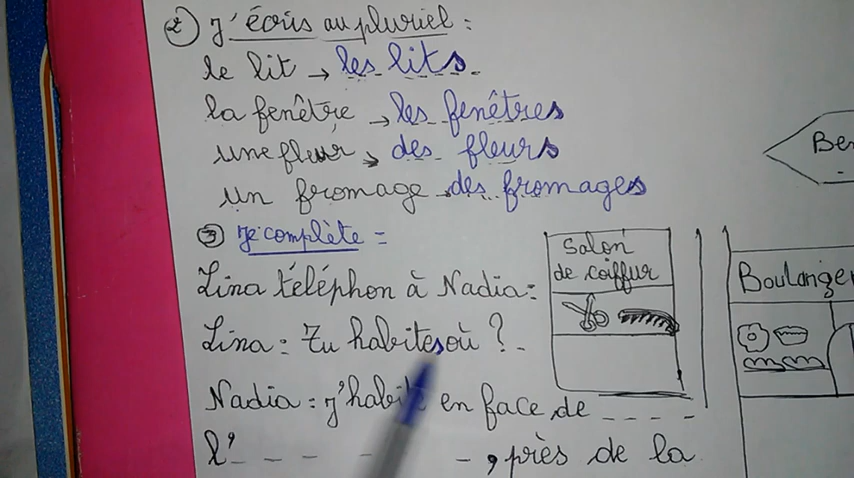 2 J'écris au pluriel :
le lit → les lits
la fenêtre → les fenêtres
une fleur → des fleurs
un fromage → des fromages
3 Je complète =
Lina téléphon à Nadia :
Lina : Tu habites où ?
Nadia : j'habite en face de ----
l'- - - - - , près de la
Salon
de coiffur
Boulanger
Ber